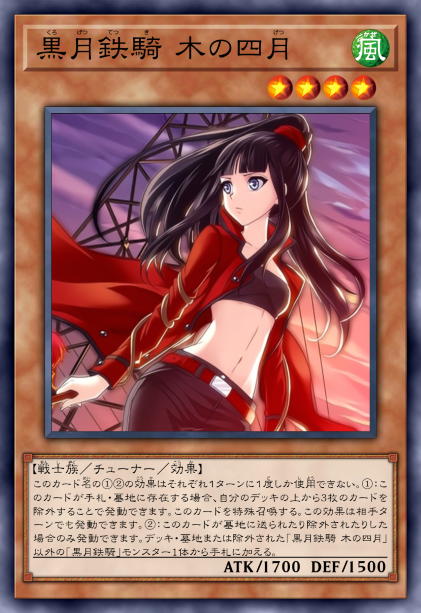 黒月鉄騎 木の四月
風
【戦士族／チューナー／効果】
このカード名の①②の効果はそれぞれ1ターンに1度しか使用できない。①：こ
のカードが手札・墓地に存在する場合、自分のデッキの上から3枚のカードを
除外することで発動できます。このカードを特殊召喚する。この効果は相手タ
ーンでも発動できます。②：このカードが墓地に送られたり除外されたりした
場合のみ発動できます。デッキ・墓地または除外された「黒月鉄騎 木の四月」
以外の「黒月鉄騎」モンスター1体から手札に加える。
ATK/1700 DEF/1500